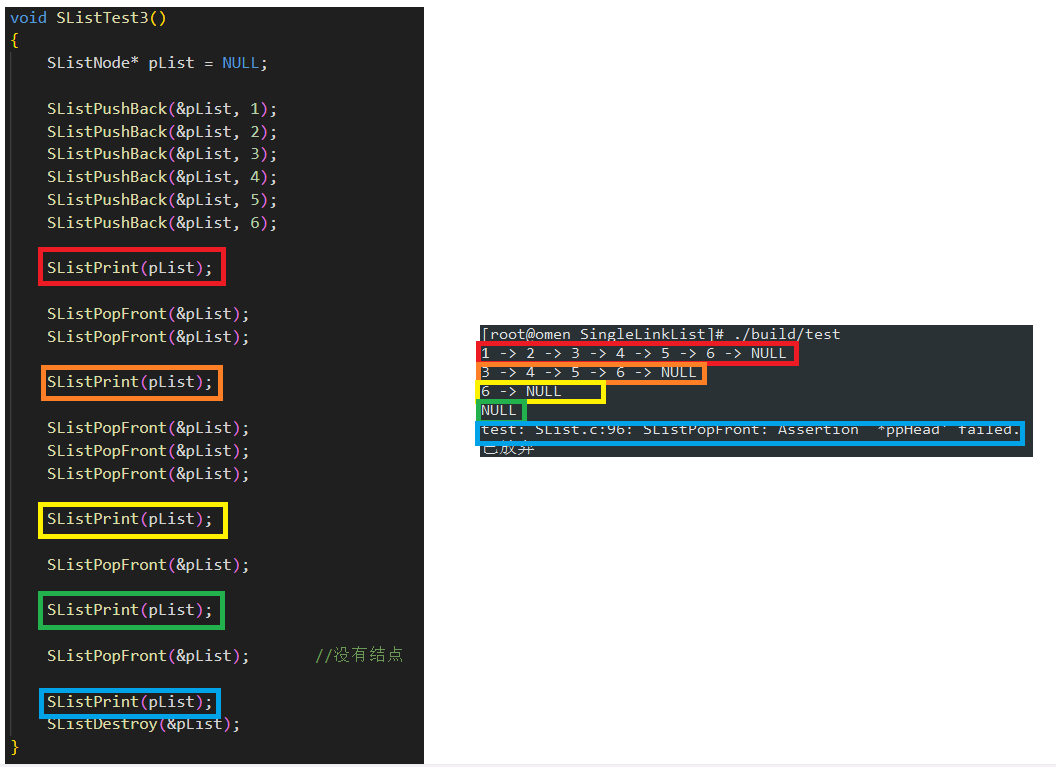 void SListTest3()
{
SListNode* pList = NULL;
SListPushBack(&pList, 1);
SListPushBack(&pList, 2);
SListPushBack(&pList, 3);
SListPushBack(&pList, 4);
SListPushBack(&pList, 5);
SListPushBack(&pList, 6);
SListPrint(pList);
SListPopFront(&pList);
SListPopFront(&pList);
SListPrint(pList);
SListPopFront(&pList);
SListPopFront(&pList);
SListPopFront(&pList);
SListPrint(pList);
SListPopFront(&pList);
SListPrint(pList);
SListPopFront(&pList); //没有结点
SListPrint(pList);
SListDestroy(&pList);
}
[root@omen SingleLinkList]# ./build/test
1 -> 2 -> 3 -> 4 -> 5 -> 6 -> NULL
3 -> 4 -> 5 -> 6 -> NULL
6 -> NULL
NULL
test: SList.c:96: SListPopFront: Assertion `*ppHead' failed.
已放弃